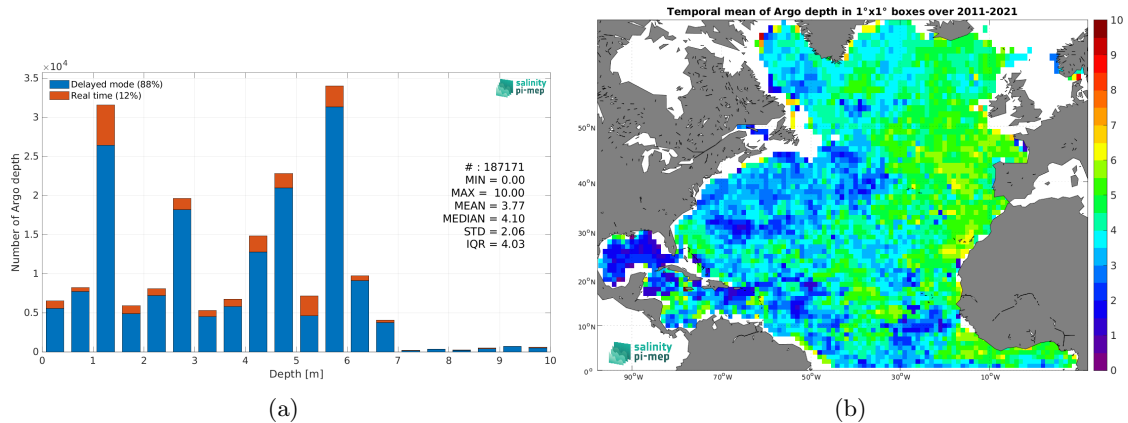 ×10⁴
3.5
3
2.5
2
1.5
1
0.5
0
Number of Argo depth
Delayed mode (88%)
Real time (12%)
salinity
pi-mep
# : 187171
MIN = 0.00
MAX = 10.00
MEAN = 3.77
MEDIAN = 4.10
STD = 2.06
IQR = 4.03
0 1 2 3 4 5 6 7 8 9 10
Depth [m]
(a)
Temporal mean of Argo depth in 1°x1° boxes over 2011-2021
50°N
40°N
30°N
20°N
10°N
0°
90°W 70°W 50°W 30°W 10°W
salinity
pi-mep
10
9
8
7
6
5
4
3
2
1
0
(b)